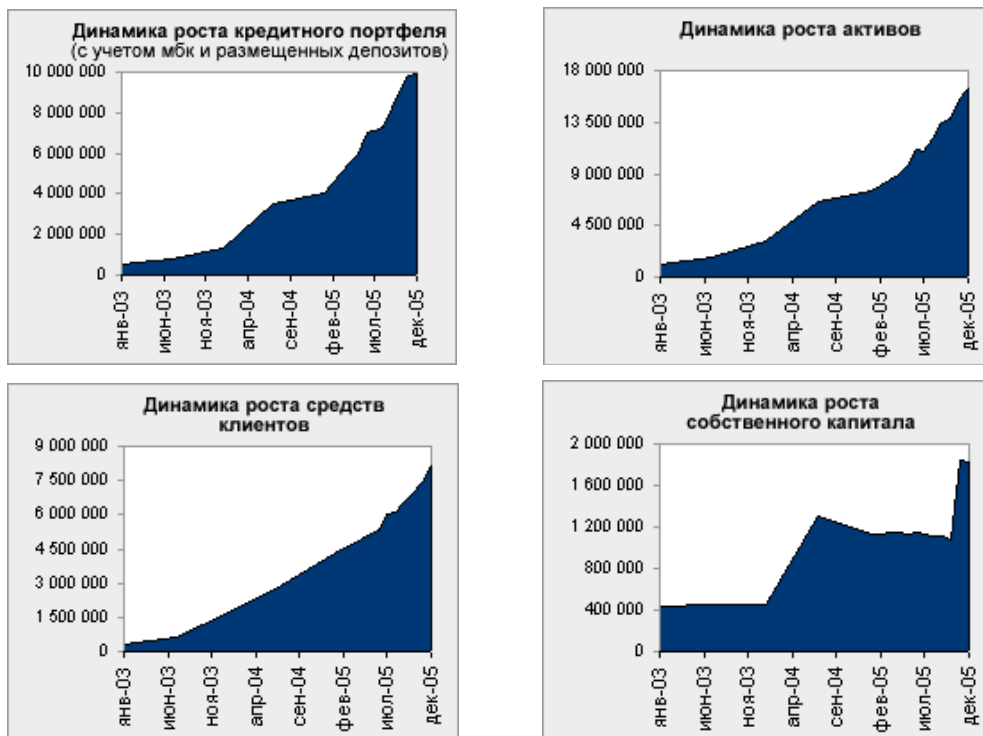 Динамика роста кредитного портфеля
(с учетом мбк и размещенных депозитов)
10 000 000
8 000 000
6 000 000
4 000 000
2 000 000
0
янв-03
июн-03
ноя-03
апр-04
сен-04
фев-05
июл-05
дек-05
Динамика роста активов
18 000 000
13 500 000
9 000 000
4 500 000
0
янв-03
июн-03
ноя-03
апр-04
сен-04
фев-05
июл-05
дек-05
Динамика роста средств
клиентов
9 000 000
7 500 000
6 000 000
4 500 000
3 000 000
1 500 000
0
янв-03
июн-03
ноя-03
апр-04
сен-04
фев-05
июл-05
дек-05
Динамика роста
собственного капитала
2 000 000
1 600 000
1 200 000
800 000
400 000
0
янв-03
июн-03
ноя-03
апр-04
сен-04
фев-05
июл-05
дек-05